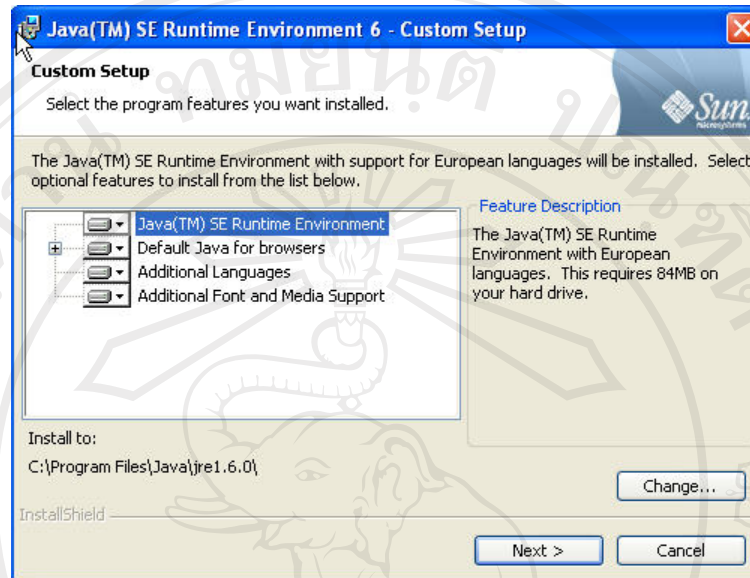 Java(TM) SE Runtime Environment 6 - Custom Setup
Custom Setup
Select the program features you want installed.
Sun
microsystems
The Java(TM) SE Runtime Environment with support for European languages will be installed. Select
optional features to install from the list below.
Java(TM) SE Runtime Environment
Default Java for browsers
Additional Languages
Additional Font and Media Support
Feature Description
The Java(TM) SE Runtime
Environment with European
languages. This requires 84MB on
your hard drive.
Install to:
C:\Program Files\Java\jre1.6.0\
Change...
InstallShield
Next >
Cancel